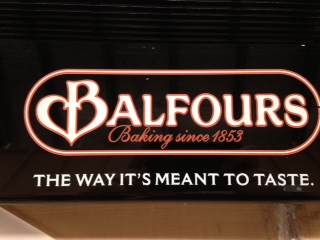 BALFOURS
Baking since 1853
THE WAY IT'S MEANT TO TASTE.